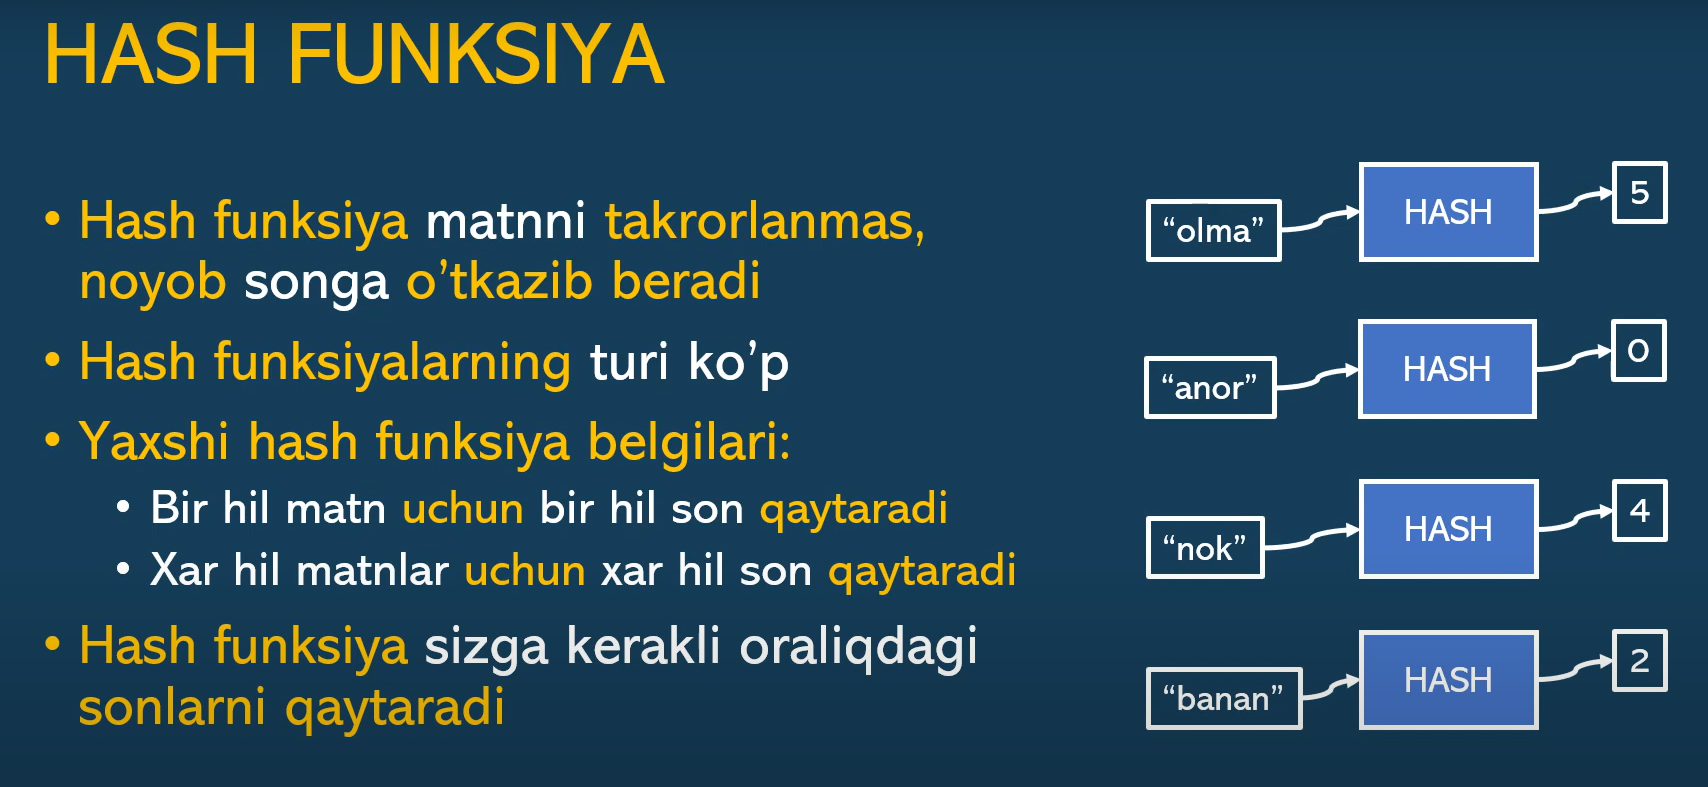 HASH FUNKSIYA
• Hash funksiya matnni takrorlanmas,
noyob songa o’tkazib beradi
• Hash funksiyalarning turi ko’p
• Yaxshi hash funksiya belgilari:
• Bir hil matn uchun bir hil son qaytaradi
• Xar hil matnlar uchun xar hil son qaytaradi
• Hash funksiya sizga kerakli oraliqdagi
sonlarni qaytaradi
“olma” HASH 5
“anor” HASH 0
“nok” HASH 4
“banan” HASH 2